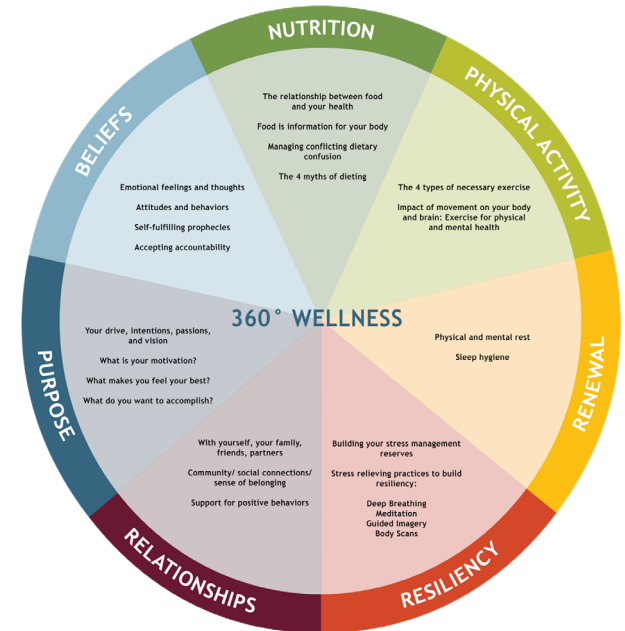 NUTRITION
The relationship between food
and your health
Food is information for your body
Managing conflicting dietary
confusion
The 4 myths of dieting
PHYSICAL ACTIVITY
The 4 types of necessary exercise
Impact of movement on your body
and brain: Exercise for physical
and mental health
RENEWAL
Physical and mental rest
Sleep hygiene
RESILIENCY
Building your stress management
reserves
Stress relieving practices to build
resiliency:
Deep Breathing
Meditation
Guided Imagery
Body Scans
RELATIONSHIPS
With yourself, your family,
friends, partners
Community/ social connections/
sense of belonging
Support for positive behaviors
PURPOSE
Your drive, intentions, passions,
and vision
What is your motivation?
What makes you feel your best?
What do you want to accomplish?
BELIEFS
Emotional feelings and thoughts
Attitudes and behaviors
Self-fulfilling prophecies
Accepting accountability
360° WELLNESS